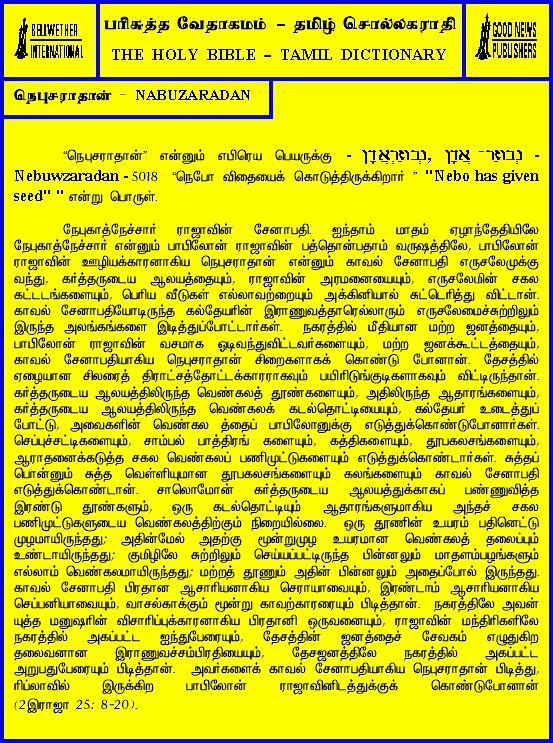 BELLWETHER
INTERNATIONAL
பரிசுத்த வேதாகமம் - தமிழ் சொல்லகராதி
THE HOLY BIBLE - TAMIL DICTIONARY
GOOD NEWS
PUBLISHERS
நெபுசராதான் - NABUZARADAN
“நெபுசராதான்” என்னும் எபிரெய பெயருக்கு -
Nebuwzaradan - 5018 “நெபோ விதையைக் கொடுத்திருக்கிறார் ” "Nebo has given
seed" " என்று பொருள்.
நேபுகாத்நேச்சார் ராஜாவின் சேனாபதி. ஐந்தாம் மாதம் ஏழாந்தேதியிலே
நேபுகாத்நேச்சார் என்னும் பாபிலோன் ராஜாவின் பத்தொன்பதாம் வருஷத்திலே, பாபிலோன்
ராஜாவின் ஊழியக்காரனாகிய நெபுசராதான் என்னும் காவல் சேனாபதி எருசலேமுக்கு
வந்து, கர்த்தருடைய ஆலயத்தையும், ராஜாவின் அரமனையையும், எருசலேமின் சகல
கட்டடங்களையும், பெரிய வீடுகள் எல்லாவற்றையும் அக்கினியால் சுட்டெரித்து விட்டான்.
காவல் சேனாபதியோடிருந்த கல்தேயரின் இராணுவத்தாரெல்லாரும் எருசலேமைச்சுற்றிலும்
இருந்த அலங்கங்களை இடித்துப்போட்டார்கள். நகரத்தில் மீதியான மற்ற ஜனத்தையும்,
பாபிலோன் ராஜாவின் வசமாக ஓடிவந்துவிட்டவர்களையும், மற்ற ஜனக்கூட்டத்தையும்,
காவல் சேனாபதியாகிய நெபுசராதான் சிறைகளாகக் கொண்டு போனான். தேசத்தில்
ஏழையான சிலரைத் திராட்சத்தோட்டக்காரராகவும் பயிரிடுங்குடிகளாகவும் விட்டிருந்தான்.
கர்த்தருடைய ஆலயத்திலிருந்த வெண்கலத் தூண்களையும், அதிலிருந்த ஆதாரங்களையும்,
கர்த்தருடைய ஆலயத்திலிருந்த வெண்கலக் கடல்தொட்டியையும், கல்தேயர் உடைத்துப்
போட்டு, அவைகளின் வெண்கல த்தைப் பாபிலோனுக்கு எடுத்துக்கொண்டுபோனார்கள்.
செப்புச்சட்டிகளையும், சாம்பல் பாத்திரங் களையும், கத்திகளையும், தூபகலசங்களையும்,
ஆராதனைக்கடுத்த சகல வெண்கலப் பணிமுட்டுகளையும் எடுத்துக்கொண்டார்கள். சுத்தப்
பொன்னும் சுத்த வெள்ளியுமான தூபகலசங்களையும் கலங்களையும் காவல் சேனாபதி
எடுத்துக்கொண்டான். சாலொமோன் கர்த்தருடைய ஆலயத்துக்காகப் பண்ணுவித்த
இரண்டு தூண்களும், ஒரு கடல்தொட்டியும் ஆதாரங்களுமாகிய அந்தச் சகல
பணிமுட்டுகளுடைய வெண்கலத்திற்கும் நிறையில்லை. ஒரு தூணின் உயரம் பதினெட்டு
முழமாயிருந்தது; அதின்மேல் அதற்கு மூன்றுமுழ உயரமான வெண்கலத் தலைப்பும்
உண்டாயிருந்தது; குமிழிலே சுற்றிலும் செய்யப்பட்டிருந்த பின்னலும் மாதளம்பழங்களும்
எல்லாம் வெண்கலமாயிருந்தது; மற்றத் தூணும் அதின் பின்னலும் அதைப்போல் இருந்தது.
காவல் சேனாபதி பிரதான ஆசாரியனாகிய செராயாவையும், இரண்டாம் ஆசாரியனாகிய
செப்பனியாவையும், வாசல்காக்கும் மூன்று காவற்காரரையும் பிடித்தான். நகரத்திலே அவன்
யுத்த மனுஷரின் விசாரிப்புக்காரனாகிய பிரதானி ஒருவனையும், ராஜாவின் மந்திரிகளிலே
நகரத்தில் அகப்பட்ட ஐந்துபேரையும், தேசத்தின் ஜனத்தைச் சேவகம் எழுதுகிற
தலைவனான இராணுவச்சம்பிரதியையும், தேசஜனத்திலே நகரத்தில் அகப்பட்ட
அறுபதுபேரையும் பிடித்தான். அவர்களைக் காவல் சேனாபதியாகிய நெபுசராதான் பிடித்து,
ரிப்லாவில் இருக்கிற பாபிலோன் ராஜாவினிடத்துக்குக் கொண்டுபோனான்
(2இராஜா 25: 8-20).